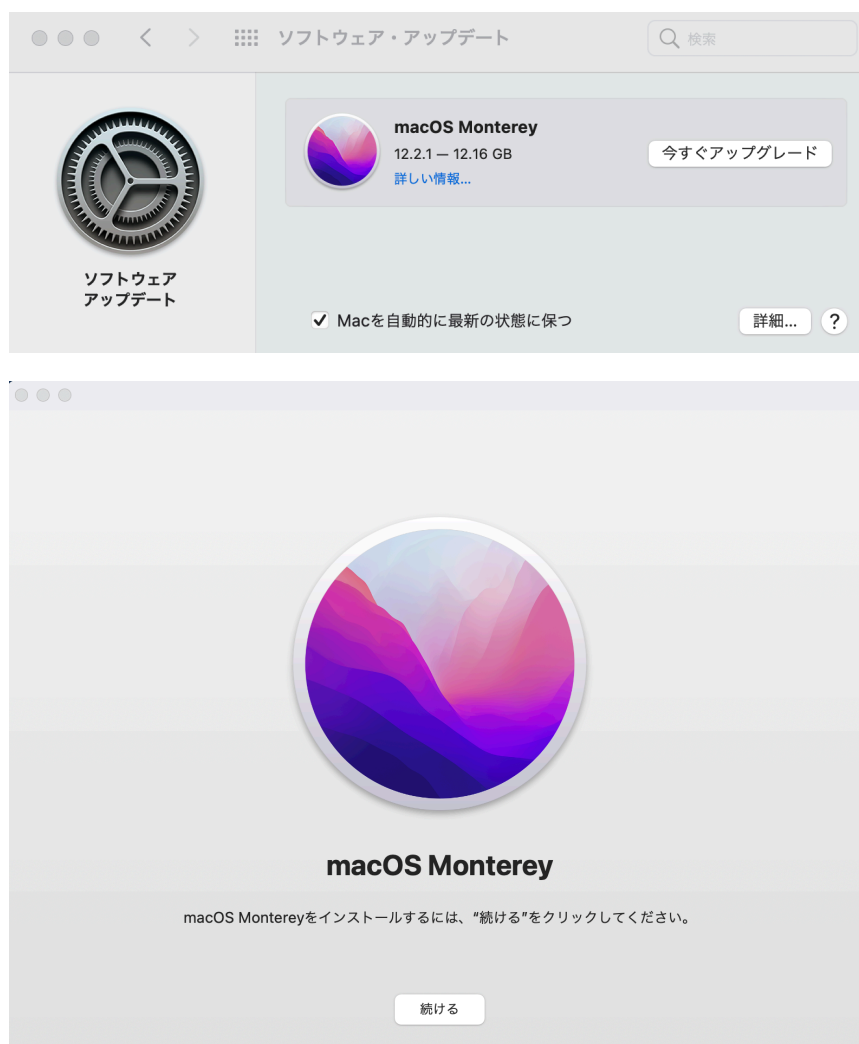 ソフトウェア・アップデート
検索
macOS Monterey
12.2.1 — 12.16 GB
今すぐアップグレード
詳しい情報...
ソフトウェア
アップデート
Macを自動的に最新の状態に保つ
詳細...
?
macOS Monterey
macOS Montereyをインストールするには、“続ける”をクリックしてください。
続ける